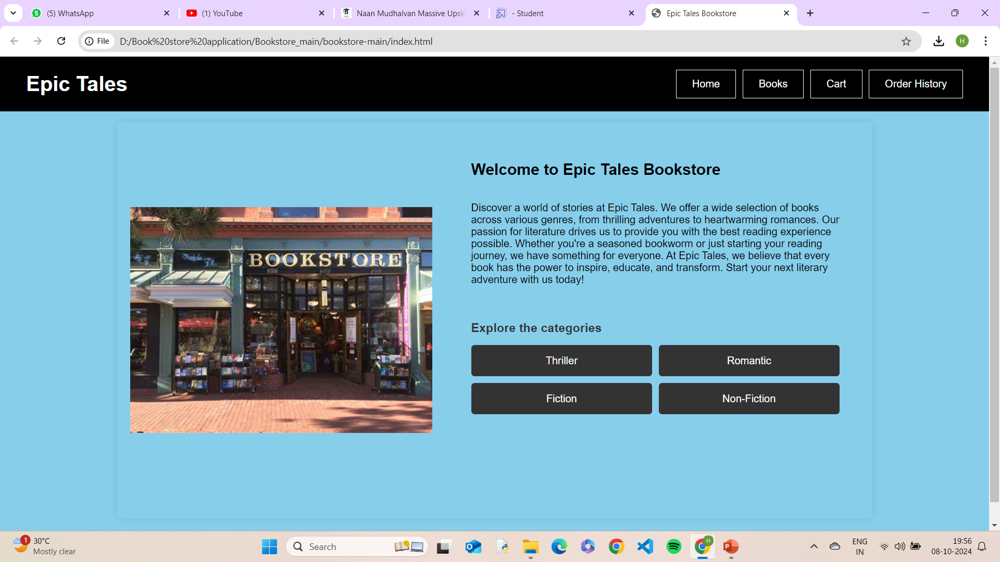 5
(5) WhatsApp
(1) YouTube
Naan Mudhalvan Massive Upsk
- Student
Epic Tales Bookstore
File
D:/Book%20store%20application/Bookstore_main/bookstore-main/index.html
H
Epic Tales
Home
Books
Cart
Order History
BOOKSTORE
Welcome to Epic Tales Bookstore
Discover a world of stories at Epic Tales. We offer a wide selection of books
across various genres, from thrilling adventures to heartwarming romances. Our
passion for literature drives us to provide you with the best reading experience
possible. Whether you're a seasoned bookworm or just starting your reading
journey, we have something for everyone. At Epic Tales, we believe that every
book has the power to inspire, educate, and transform. Start your next literary
adventure with us today!
Explore the categories
Thriller
Romantic
Fiction
Non-Fiction
1
30°C
Mostly clear
Search
H
ENG
IN
19:56
08-10-2024